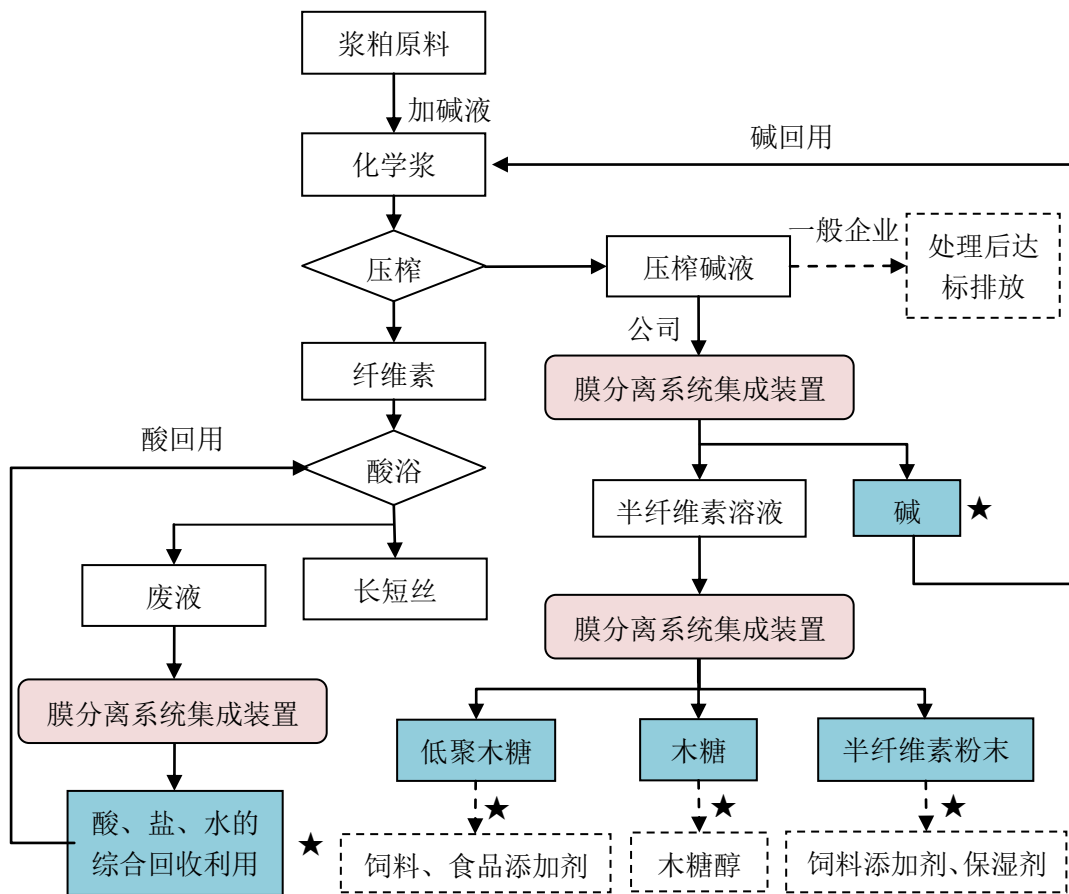 浆粕原料
加碱液
碱回用
化学浆
一般企业
压榨
压榨碱液
处理后达
标排放
公司
纤维素
膜分离系统集成装置
酸回用
酸浴
半纤维素溶液
碱
★
废液
长短丝
膜分离系统集成装置
膜分离系统集成装置
低聚木糖
木糖
半纤维素粉末
★
★
★
酸、盐、水的
综合回收利用
★
饲料、食品添加剂
木糖醇
饲料添加剂、保湿剂